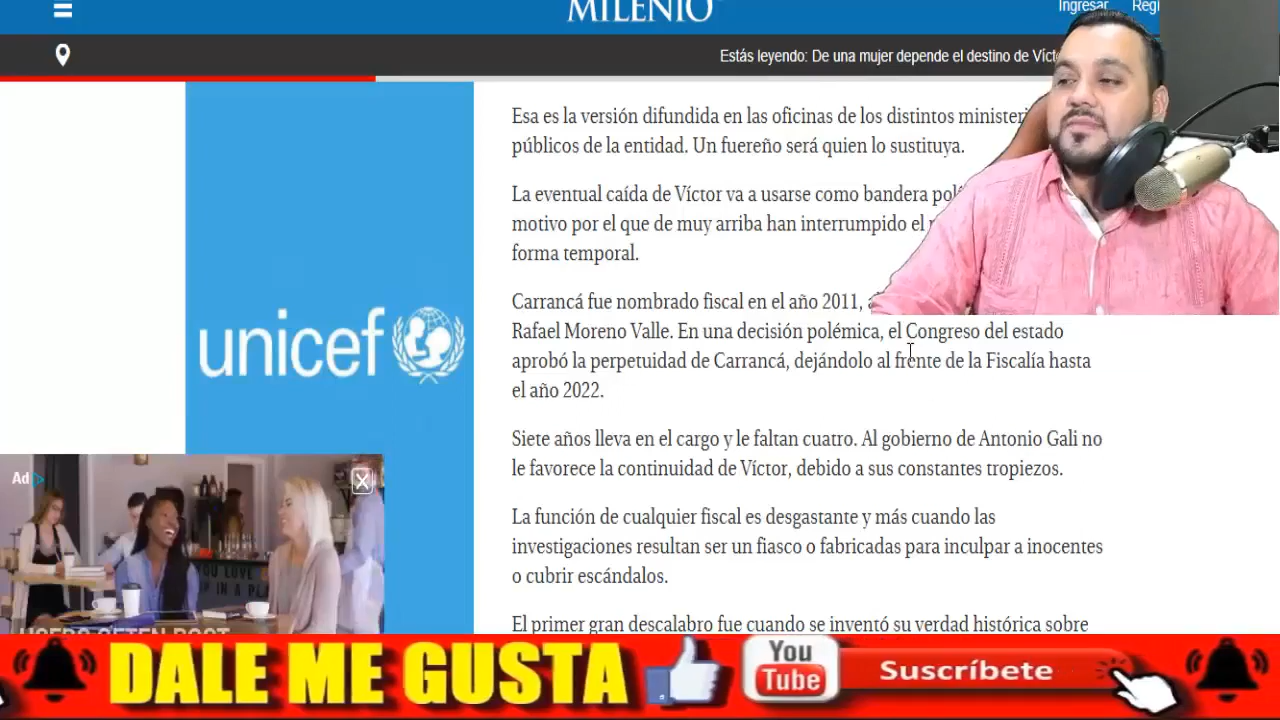 MILENIO
Ingresar Regi
Estás leyendo: De una mujer depende el destino de
Esa es la versión difundida en las oficinas de los distintos
públicos de la entidad. Un fuereño será quien lo sustituya.
La eventual caída de Víctor va a usarse como bandera
motivo por el que de muy arriba han interrumpido el
forma temporal.
Carrancá fue nombrado fiscal en el año 2011,
Rafael Moreno Valle. En una decisión polémica, el Congreso del estado
aprobó la perpetuidad de Carrancá, dejándolo al frente de la Fiscalía hasta
el año 2022.
Siete años lleva en el cargo y le faltan cuatro. Al gobierno de Antonio Gali no
le favorece la continuidad de Víctor, debido a sus constantes tropiezos.
La función de cualquier fiscal es desgastante y más cuando las
investigaciones resultan ser un fiasco o fabricadas para inculpar a inocentes
o cubrir escándalos.
El primer gran descalabro fue cuando se inventó su verdad histórica sobre
unicef
Ad
X
DALE ME GUSTA
You
Tube
Suscríbete